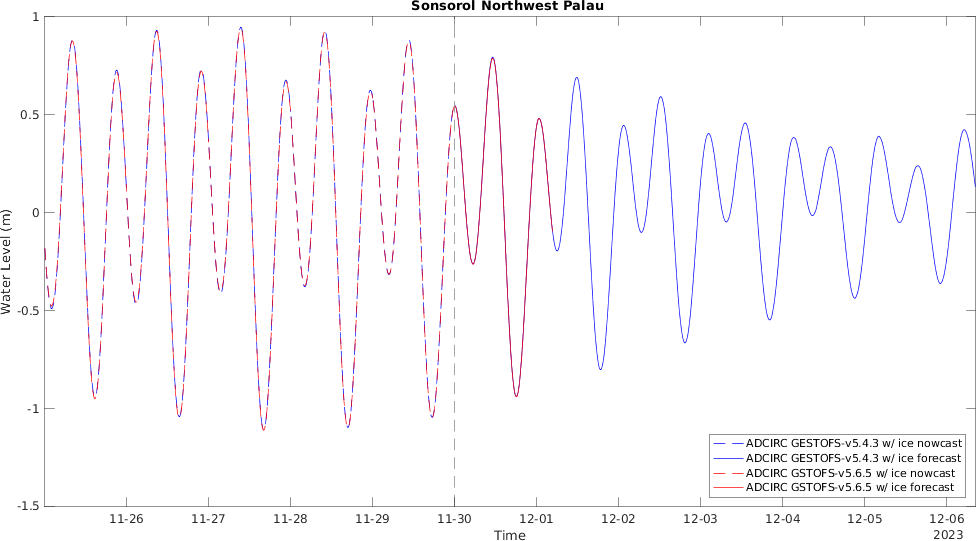 Sonsorol Northwest Palau
1
0.5
0
-0.5
-1
-1.5
Water Level (m)
ADCIRC GESTOFS-v5.4.3 w/ ice nowcast
ADCIRC GESTOFS-v5.4.3 w/ ice forecast
ADCIRC GSTOFS-v5.6.5 w/ ice nowcast
ADCIRC GSTOFS-v5.6.5 w/ ice forecast
11-26 11-27 11-28 11-29 11-30 12-01 12-02 12-03 12-04 12-05 12-06
Time
2023